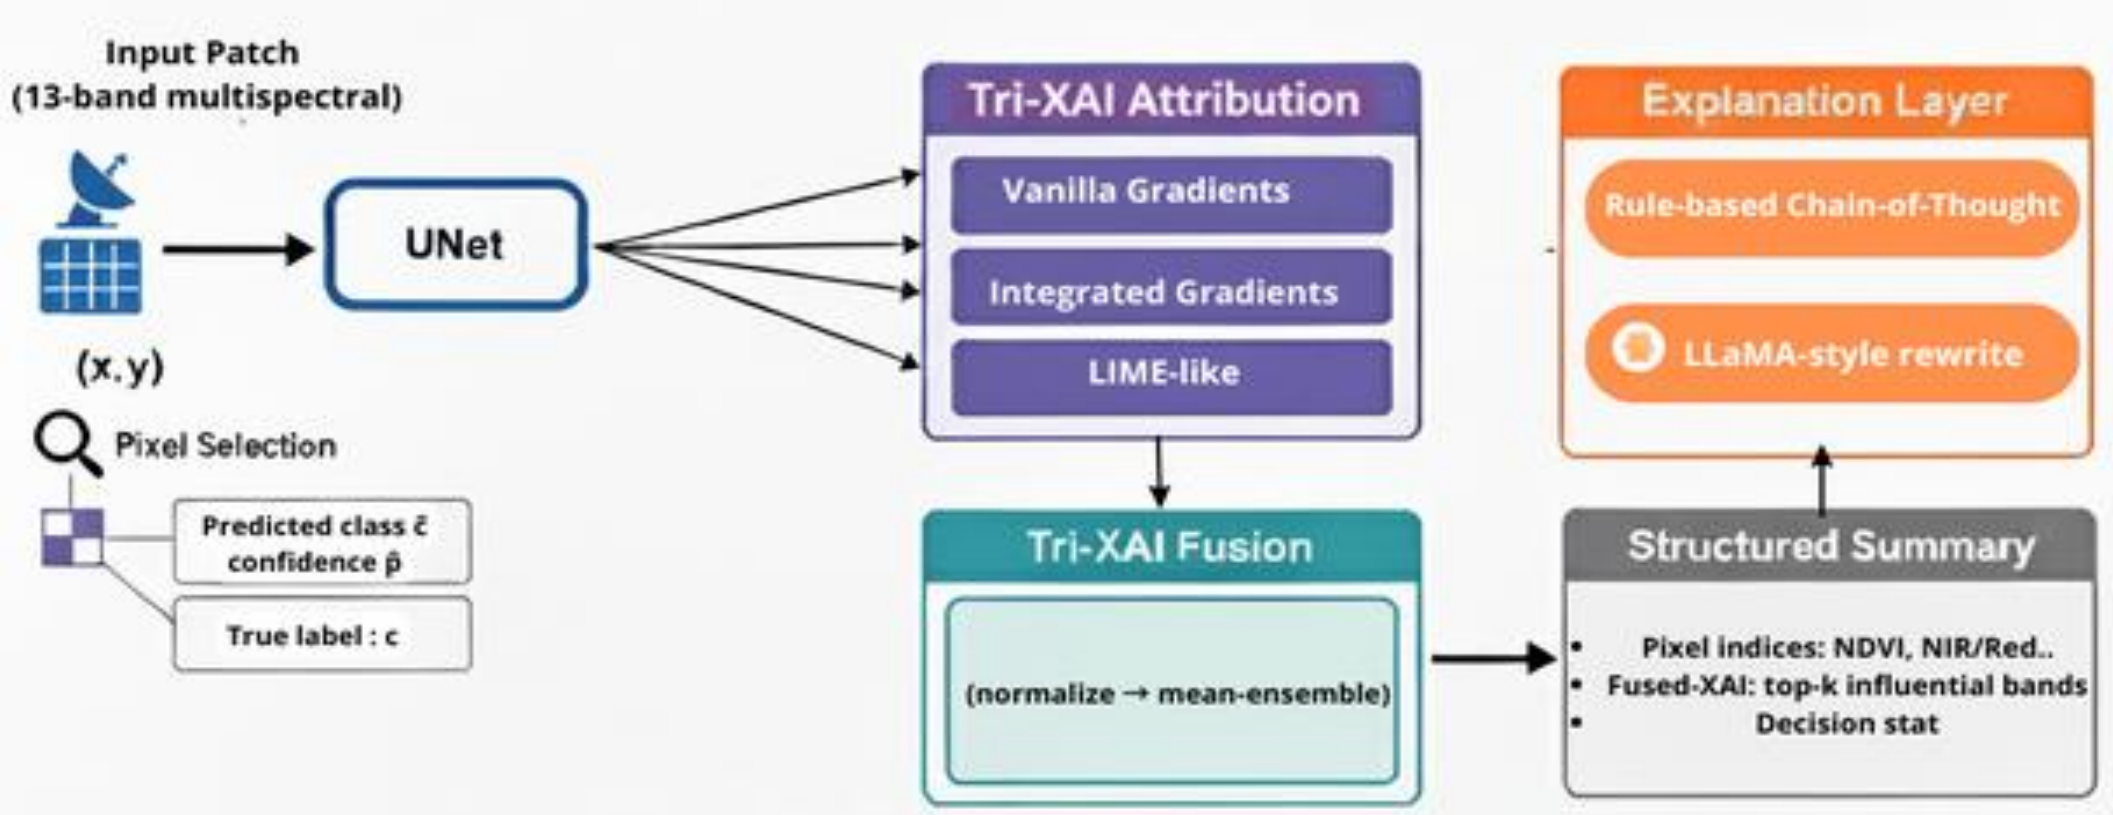 Input Patch
(13-band multispectral)
(x.y)
Pixel Selection
Predicted class ĉ
confidence p̂
True label : c
UNet
Tri-XAI Attribution
Vanilla Gradients
Integrated Gradients
LIME-like
Tri-XAI Fusion
(normalize → mean-ensemble)
Structured Summary
• Pixel indices: NDVI, NIR/Red..
• Fused-XAI: top-k influential bands
• Decision stat
Explanation Layer
Rule-based Chain-of-Thought
LLaMA-style rewrite